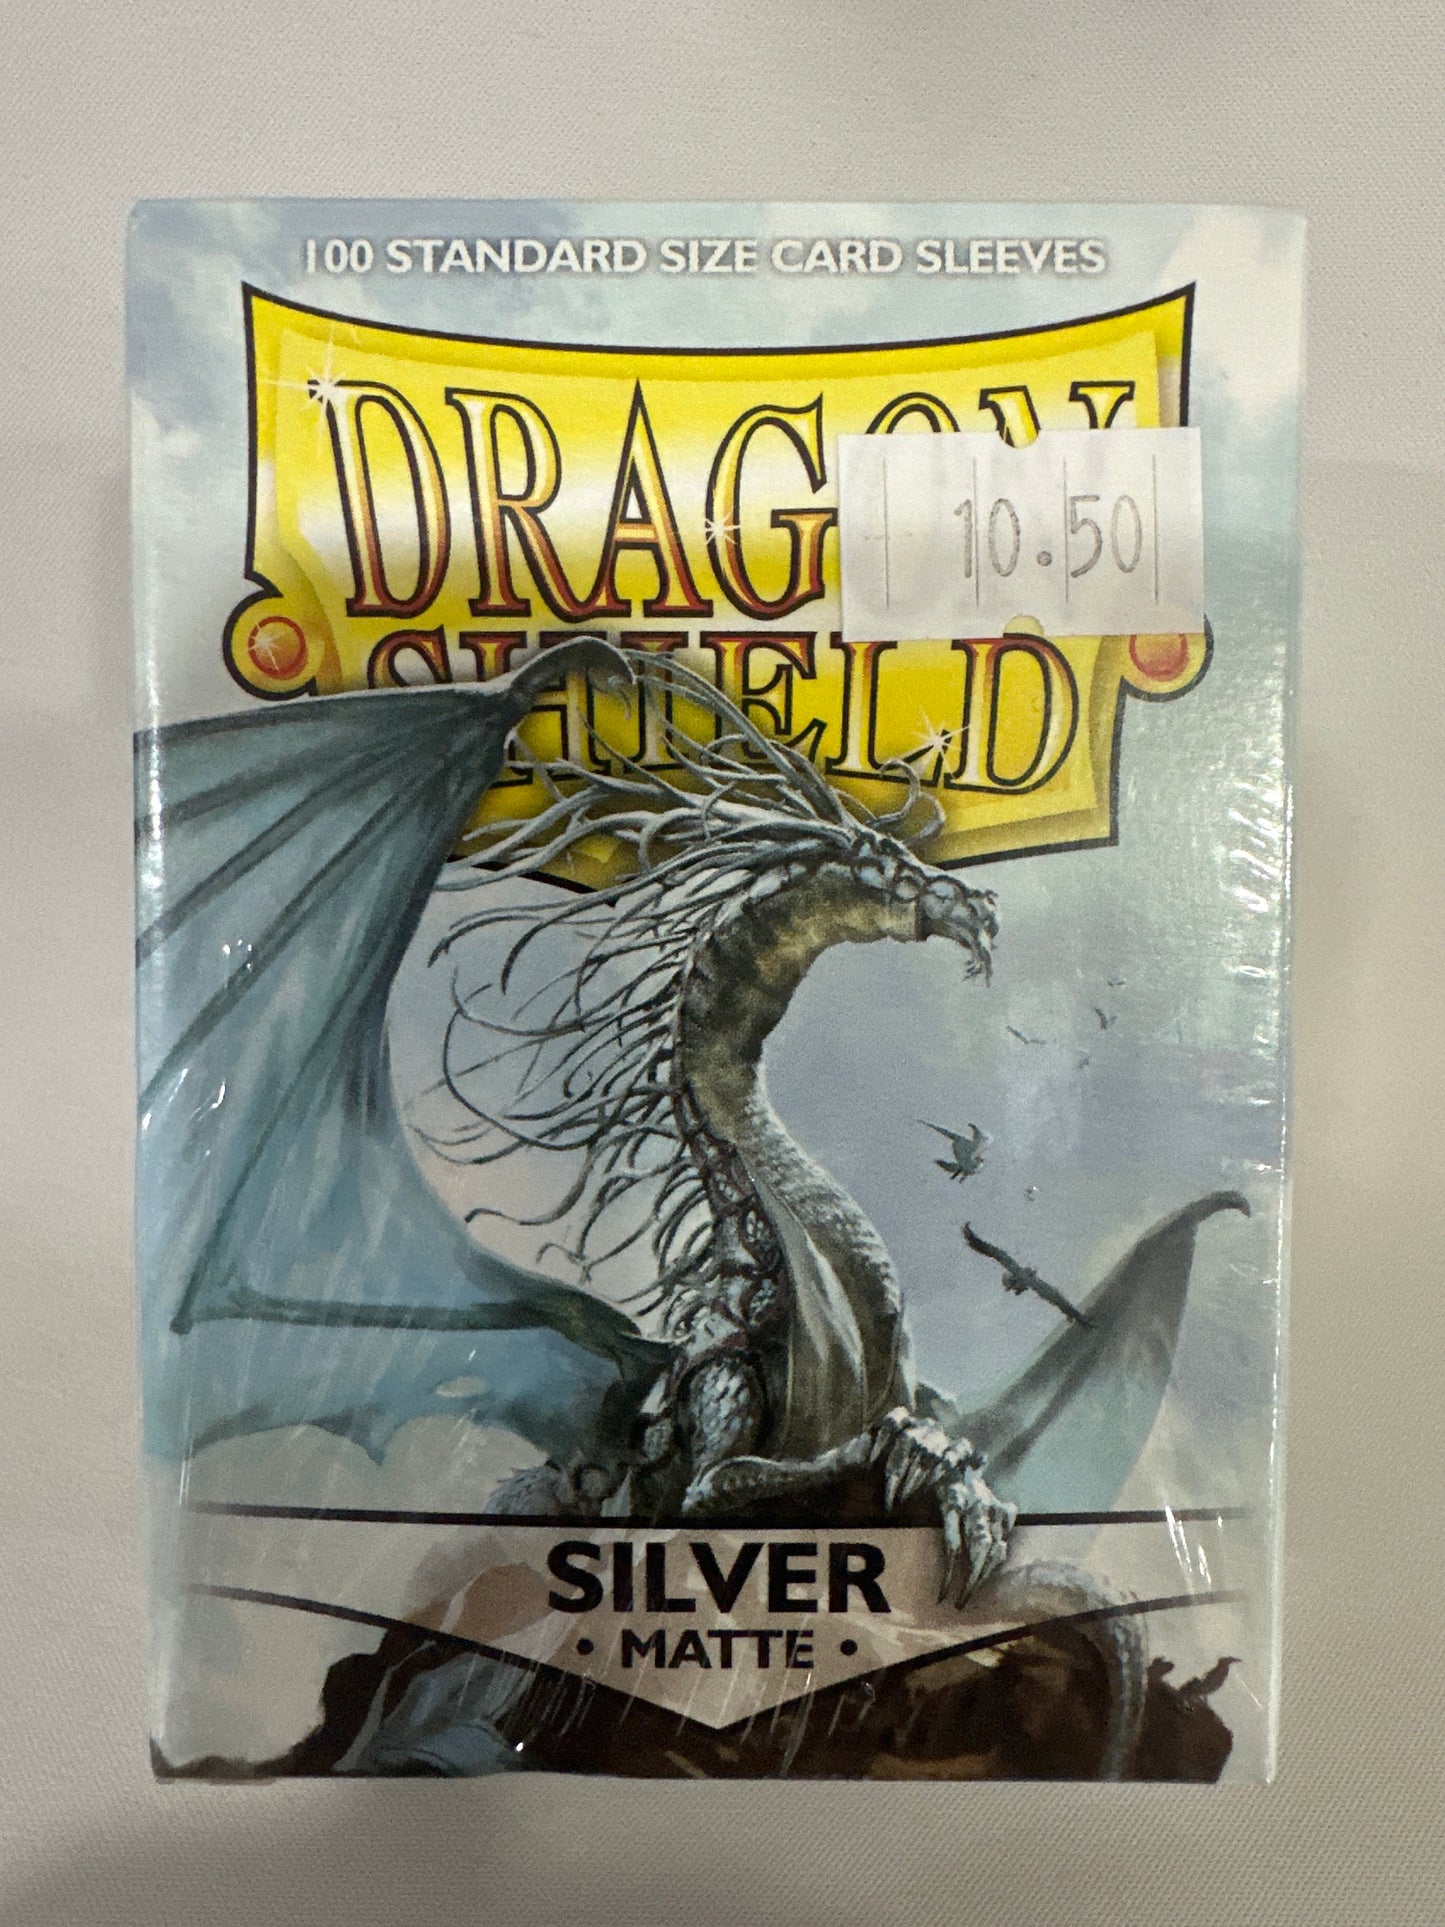 100 STANDARD SIZE CARD SLEEVES
DRAGON
10.50
SHIELD
SILVER
• MATTE •